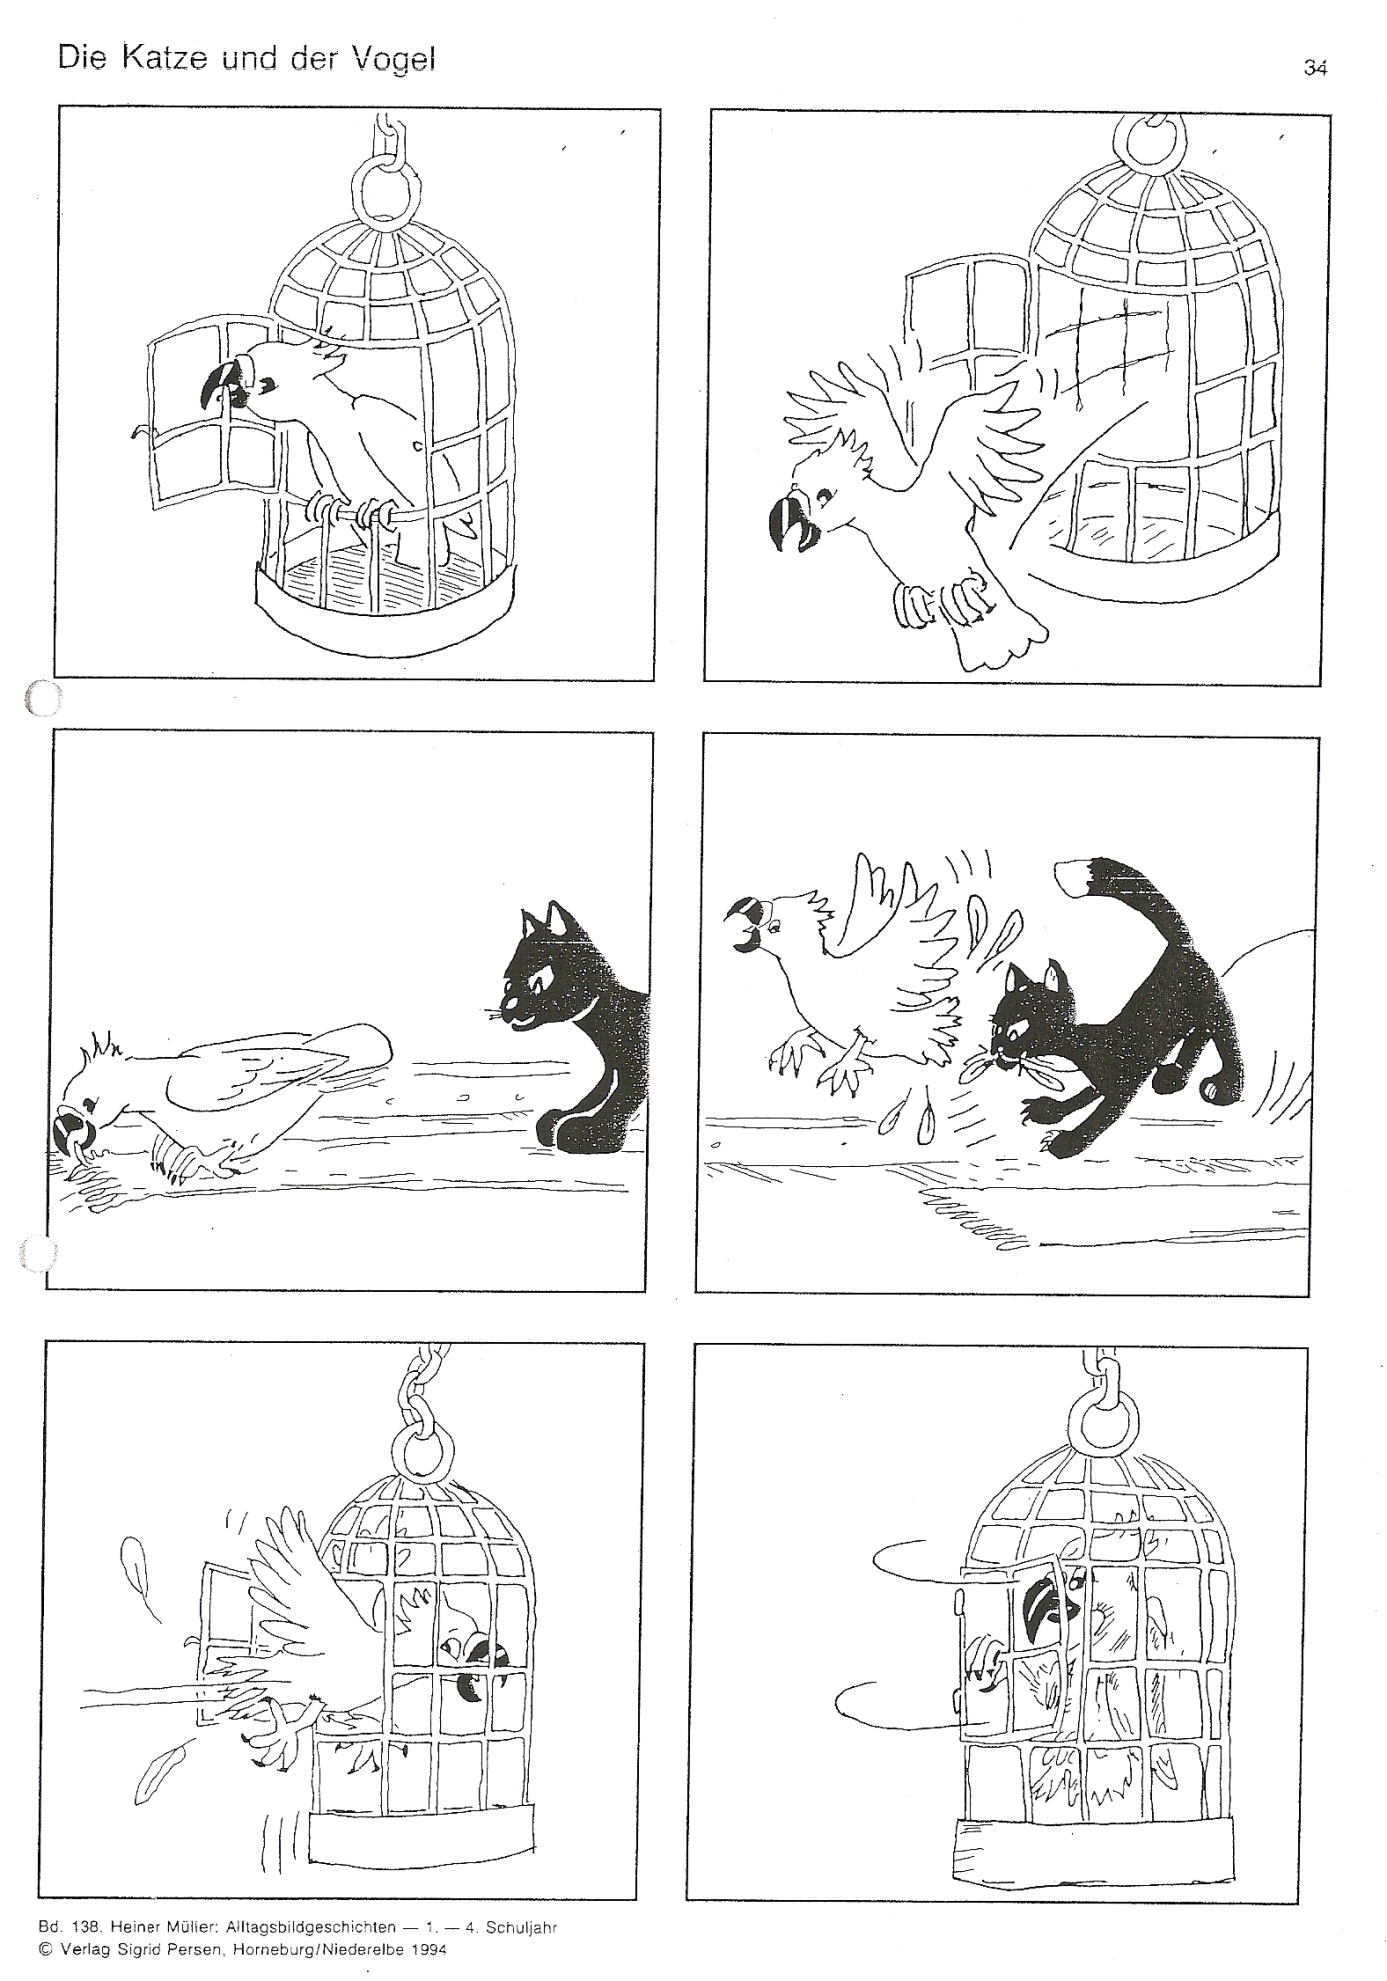 Die Katze und der Vogel
34
Bd. 138. Heiner Müller: Alltagsbildgeschichten — 1. — 4. Schuljahr
© Verlag Sigrid Persen, Horneburg/Niederelbe 1994